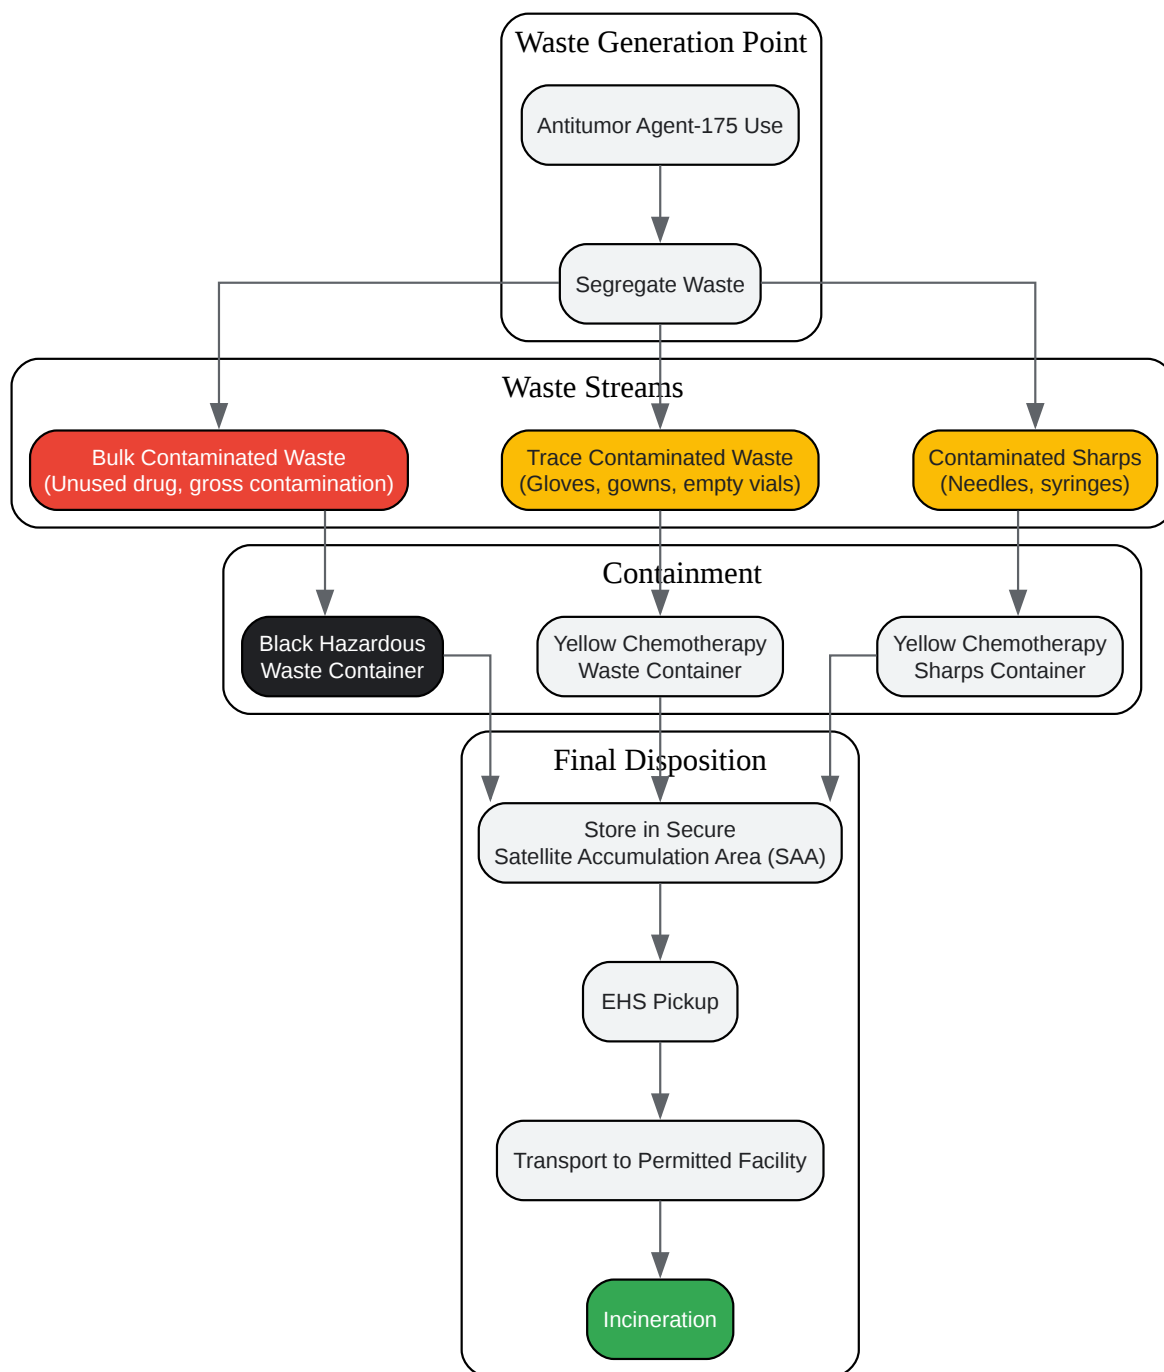 Waste Generation Point
Antitumor Agent-175 Use
Segregate Waste
Waste Streams
Bulk Contaminated Waste
(Unused drug, gross contamination)
Trace Contaminated Waste
(Gloves, gowns, empty vials)
Contaminated Sharps
(Needles, syringes)
Containment
Black Hazardous
Waste Container
Yellow Chemotherapy
Waste Container
Yellow Chemotherapy
Sharps Container
Final Disposition
Store in Secure
Satellite Accumulation Area (SAA)
EHS Pickup
Transport to Permitted Facility
Incineration